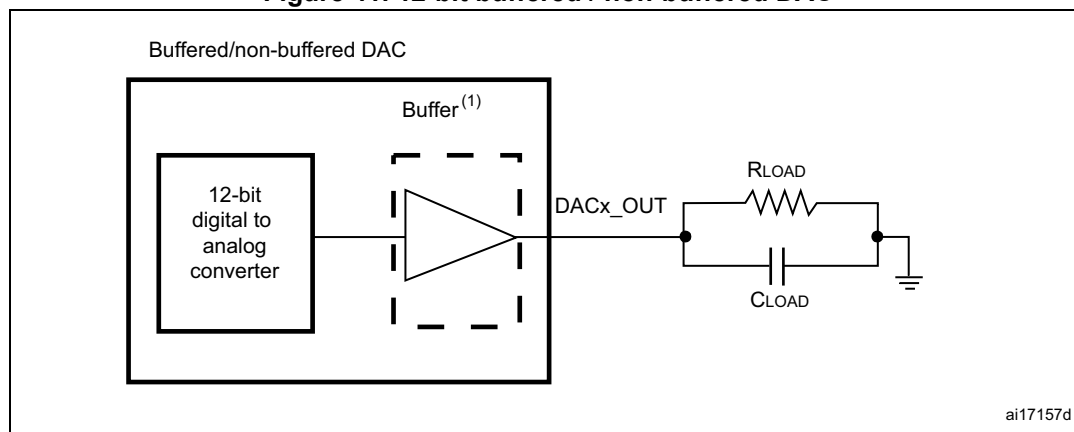 Figure 12-bit buffered / non-buffered DAC
Buffered/non-buffered DAC
Buffer(1)
12-bit
digital to
analog
converter
DACx_OUT
RLOAD
CLOAD
ai17157d